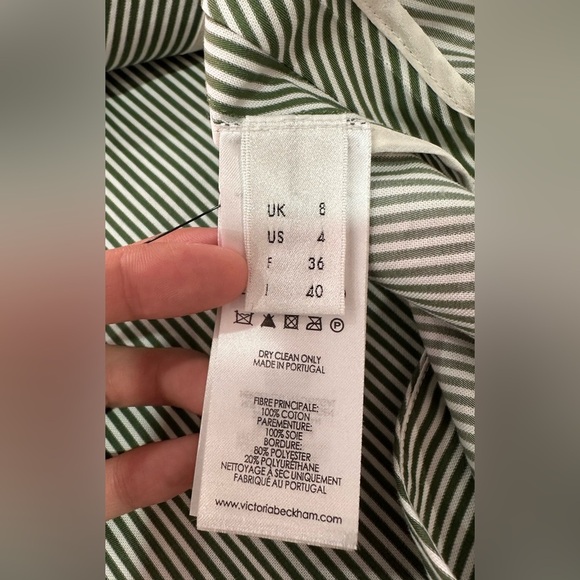 UK 8
US 4
F 36
I 40
DRY CLEAN ONLY
MADE IN PORTUGAL
FIBRE PRINCIPALE:
100% COTON
PAREMENTURE:
100% SOIE
BORDURE:
80% POLYESTER
20% POLYURÉTHANE
NETTOYAGE À SEC UNIQUEMENT
FABRIQUÉ AU PORTUGAL
www.victoriabeckham.com